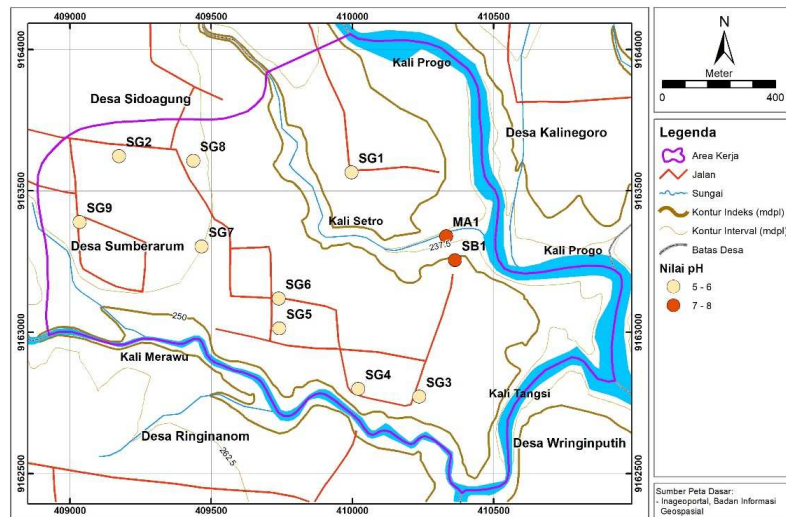 409000 409500 410000 410500
9164000 9163500 9163000 9162500
Kali Progo
Desa Sidoagung
Desa Kalinegoro
SG2 SG8
SG1
SG9
Kali Setro
MA1
Desa Sumberarum
SG7
237.5
SB1
Kali Progo
SG6
250
SG5
Kali Merawu
SG4
SG3
Kali Tangsi
Desa Ringinanom
262.5
Desa Wringinputih
9164000 9163500 9163000 9162500
409000 409500 410000 410500
N
Meter
0 400
Legenda
Area Kerja
Jalan
Sungai
Kontur Indeks (mdpl)
Kontur Interval (mdpl)
Batas Desa
Nilai pH
5 - 6
7 - 8
Sumber Peta Dasar:
- Inageoportal, Badan Informasi
Geospasial